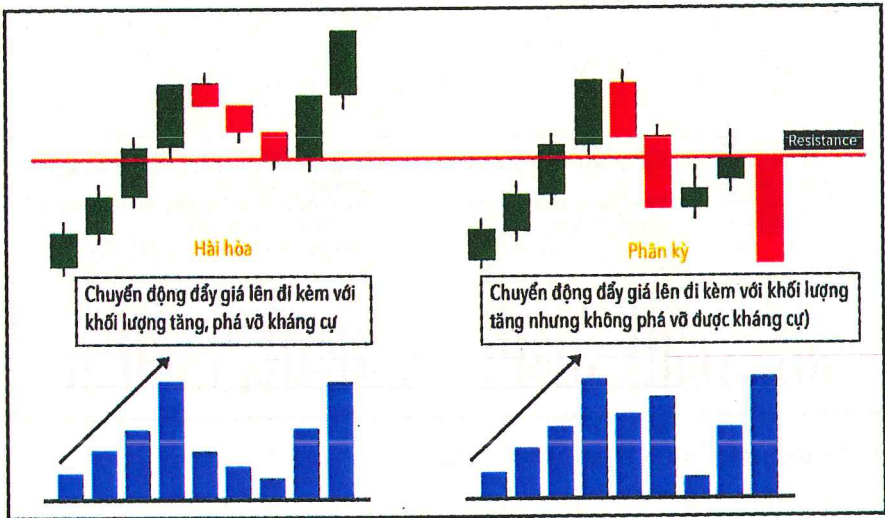 Resistance
Hài hòa
Phân kỳ
Chuyển động đẩy giá lên đi kèm với
khối lượng tăng, phá vỡ kháng cự
Chuyển động đẩy giá lên đi kèm với khối lượng
tăng nhưng không phá vỡ được kháng cự)